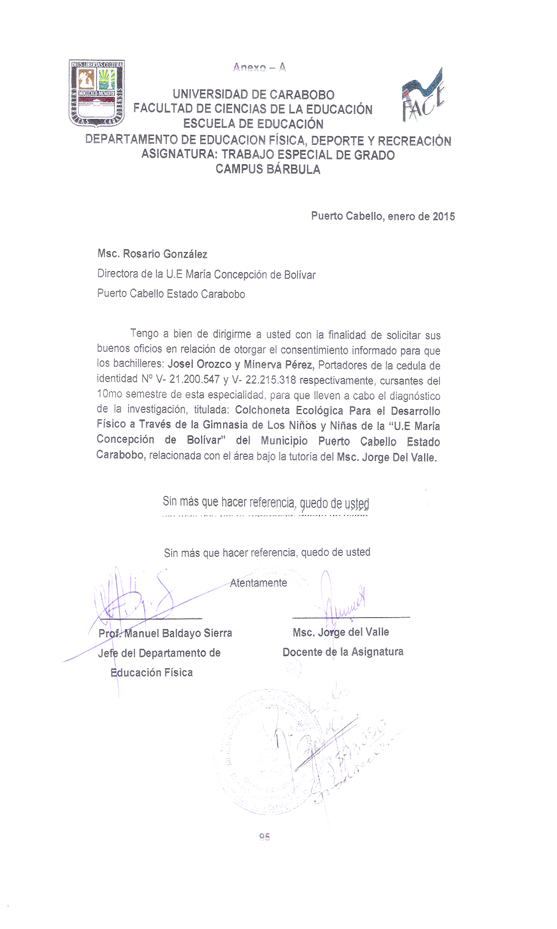 Anexo – A
UNIVERSIDAD DE CARABOBO
FACULTAD DE CIENCIAS DE LA EDUCACIÓN
ESCUELA DE EDUCACIÓN
DEPARTAMENTO DE EDUCACION FÍSICA, DEPORTE Y RECREACIÓN
ASIGNATURA: TRABAJO ESPECIAL DE GRADO
CAMPUS BÁRBULA
FACE
Puerto Cabello, enero de 2015
Msc. Rosario González
Directora de la U.E María Concepción de Bolívar
Puerto Cabello Estado Carabobo
Tengo a bien de dirigirme a usted con la finalidad de solicitar sus
buenos oficios en relación de otorgar el consentimiento informado para que
los bachilleres: Josel Orozco y Minerva Pérez, Portadores de la cedula de
identidad Nº V- 21.200.547 y V- 22.215.318 respectivamente, cursantes del
10mo semestre de esta especialidad, para que lleven a cabo el diagnóstico
de la investigación, titulada: Colchoneta Ecológica Para el Desarrollo
Físico a Través de la Gimnasia de Los Niños y Niñas de la “U.E María
Concepción de Bolívar” del Municipio Puerto Cabello Estado
Carabobo, relacionada con el área bajo la tutoría del Msc. Jorge Del Valle.
Sin más que hacer referencia, quedo de usted
Sin más que hacer referencia, quedo de usted
Atentamente
Prof. Manuel Baldayo Sierra
Jefe del Departamento de
Educación Física
Msc. Jorge del Valle
Docente de la Asignatura
95